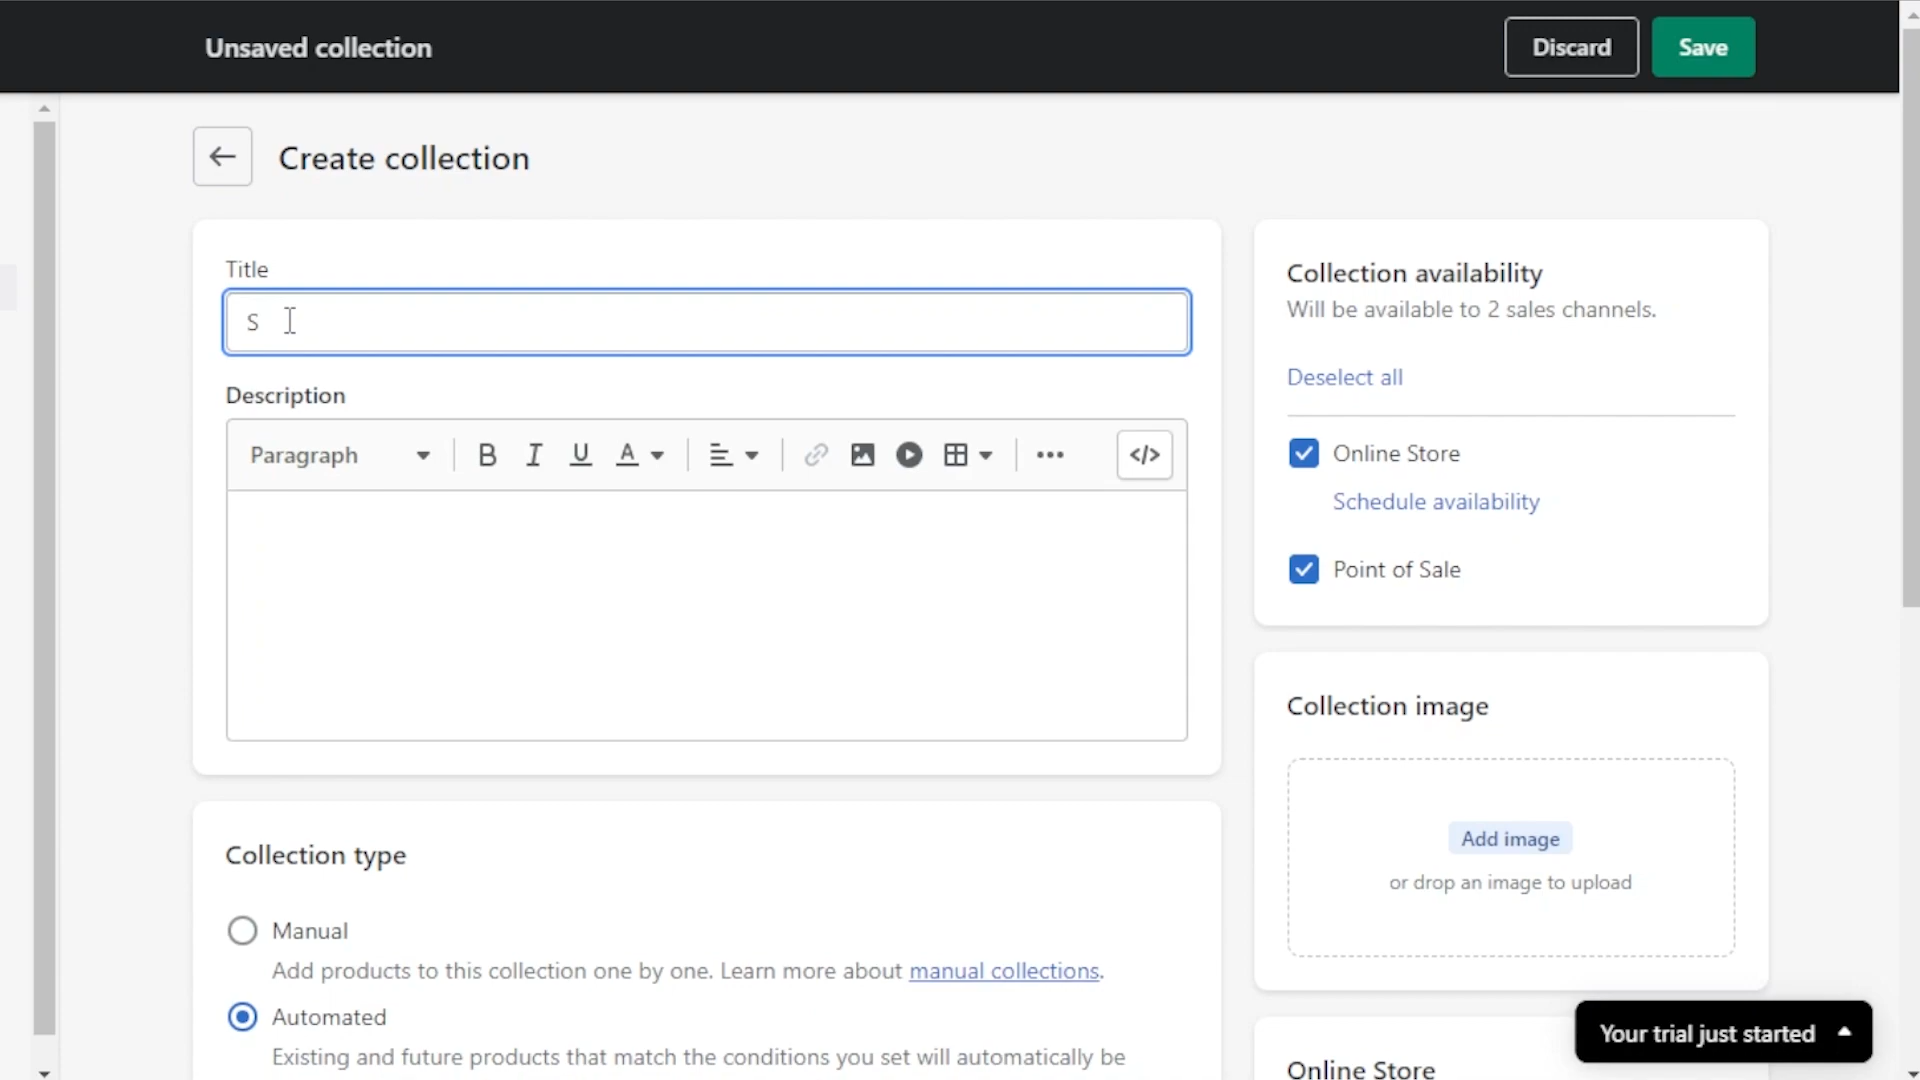 Unsaved collection
Discard
Save
Create collection
Title
S
Description
Paragraph
B I U A
</>
Collection type
Manual
Add products to this collection one by one. Learn more about manual collections.
Automated
Existing and future products that match the conditions you set will automatically be
Collection availability
Will be available to 2 sales channels.
Deselect all
Online Store
Schedule availability
Point of Sale
Collection image
Add image
or drop an image to upload
Online Store
Your trial just started